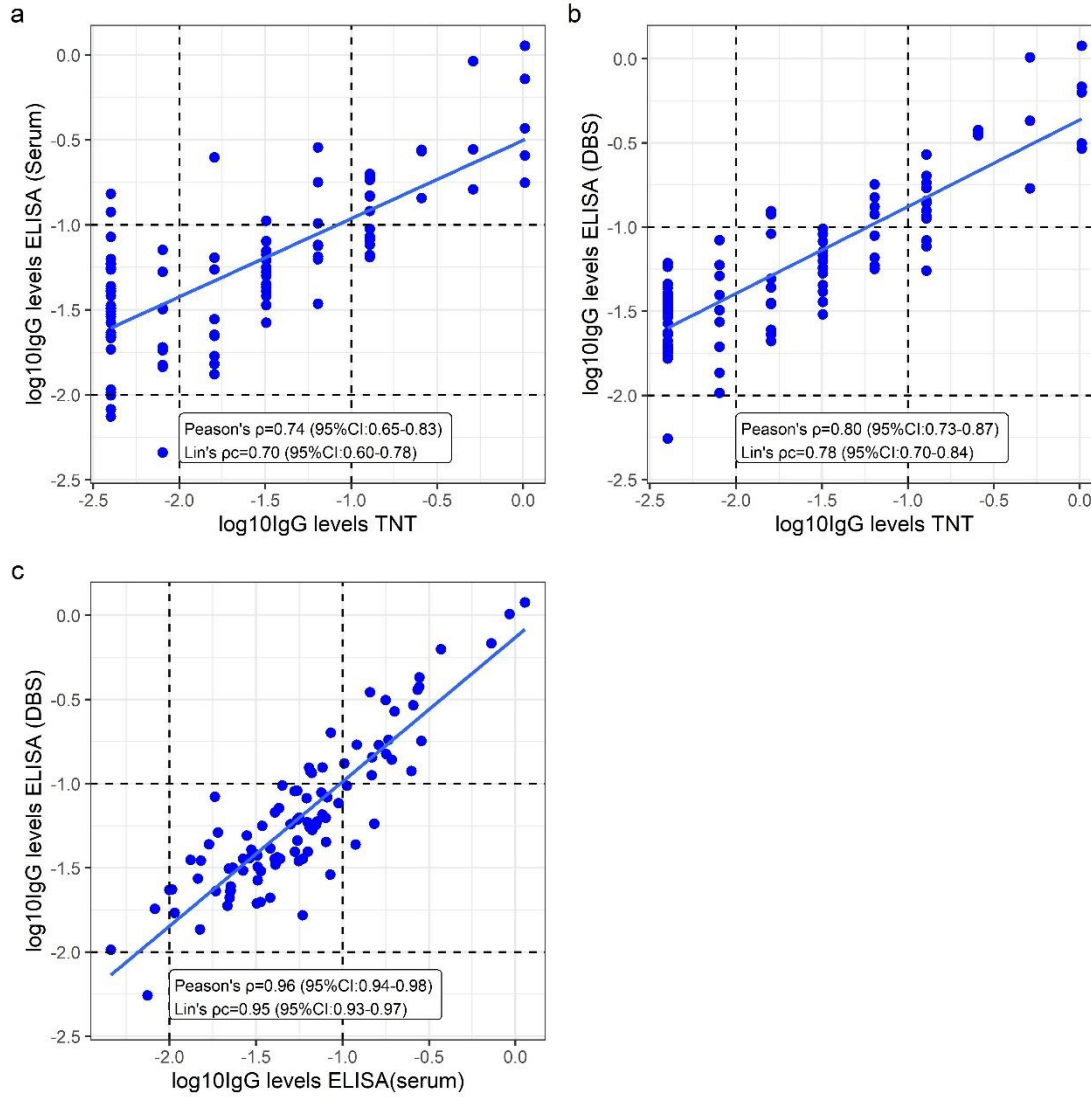 a
0.0
-0.5
-1.0
-1.5
-2.0
-2.5
log10IgG levels ELISA (Serum)
Peason's ρ=0.74 (95%CI:0.65-0.83)
Lin's ρc=0.70 (95%CI:0.60-0.78)
-2.5 -2.0 -1.5 -1.0 -0.5 0.0
log10IgG levels TNT
b
0.0
-0.5
-1.0
-1.5
-2.0
-2.5
log10IgG levels ELISA (DBS)
Peason's ρ=0.80 (95%CI:0.73-0.87)
Lin's ρc=0.78 (95%CI:0.70-0.84)
-2.5 -2.0 -1.5 -1.0 -0.5 0.0
log10IgG levels TNT
c
0.0
-0.5
-1.0
-1.5
-2.0
-2.5
log10IgG levels ELISA (DBS)
Peason's ρ=0.96 (95%CI:0.94-0.98)
Lin's ρc=0.95 (95%CI:0.93-0.97)
-2.0 -1.5 -1.0 -0.5 0.0
log10IgG levels ELISA(serum)